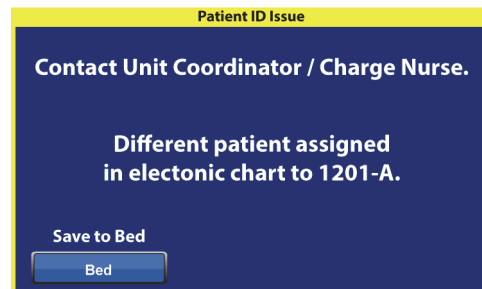 Patient ID Issue
Contact Unit Coordinator / Charge Nurse.
Different patient assigned
in electonic chart to 1201-A.
Save to Bed
Bed